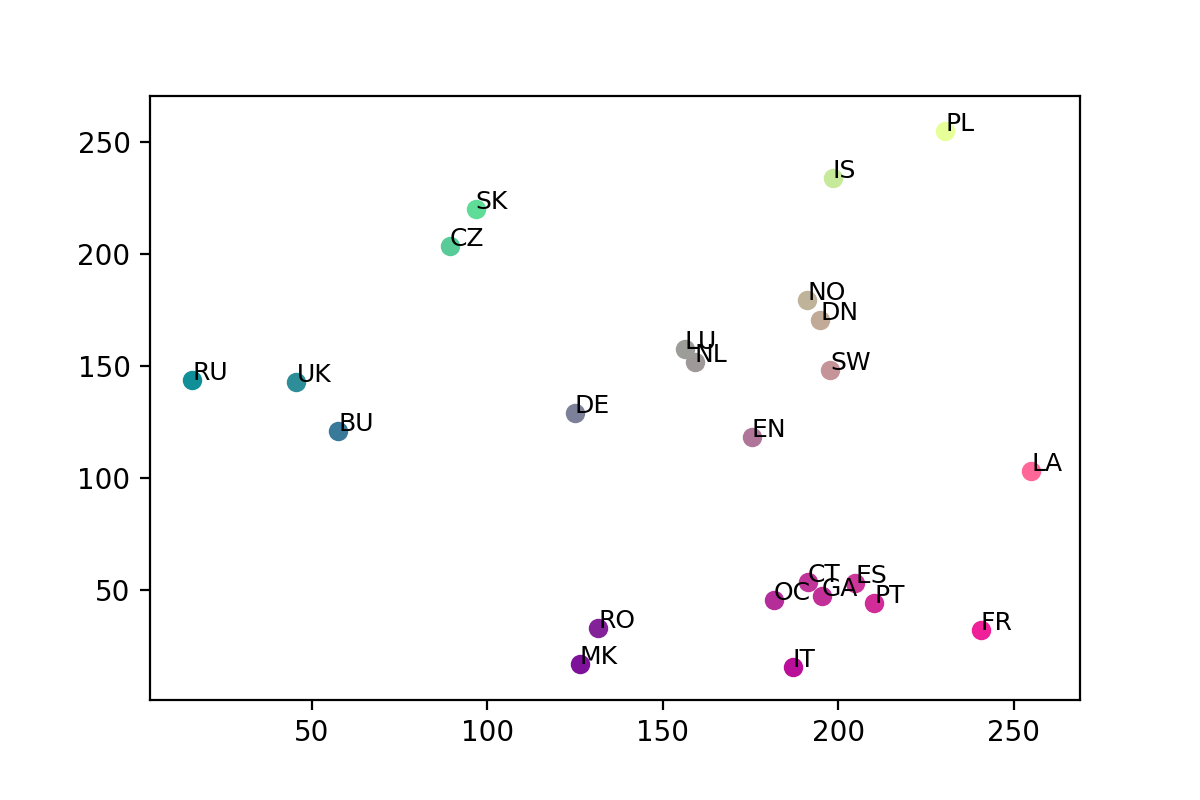 250
PL
IS
SK
CZ
200
NO
DN
150
LU
NL
SW
RU
UK
DE
BU
EN
100
LA
50
CT
ES
OC
GA
PT
RO
FR
MK
IT
50 100 150 200 250